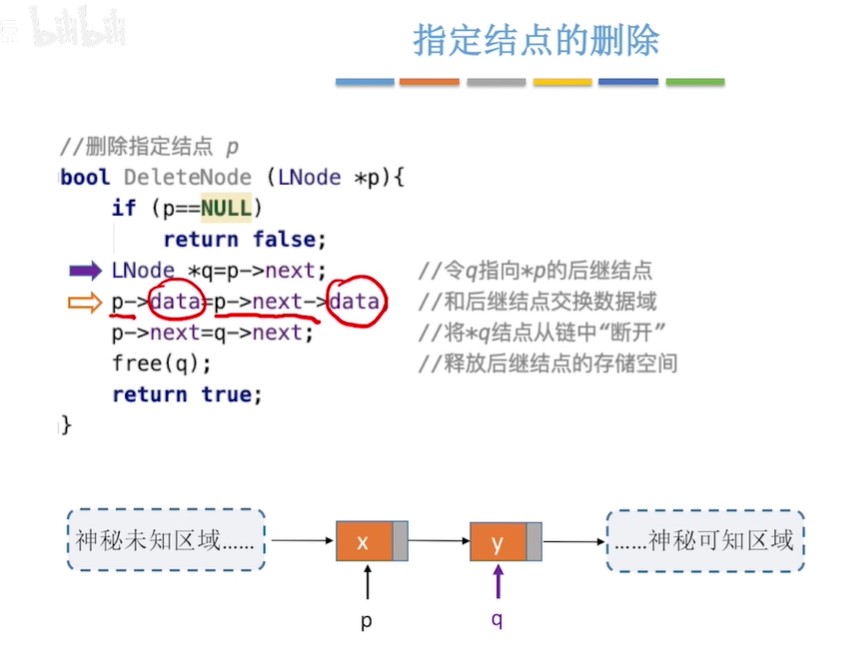 bilibili
指定结点的删除
//删除指定结点 p
bool DeleteNode (LNode *p){
if (p==NULL)
return false;
LNode *q=p->next; //令q指向*p的后继结点
p->data=p->next->data //和后继结点交换数据域
p->next=q->next; //将*q结点从链中“断开”
free(q); //释放后继结点的存储空间
return true;
}
神秘未知区域…… x y ……神秘可知区域
p q